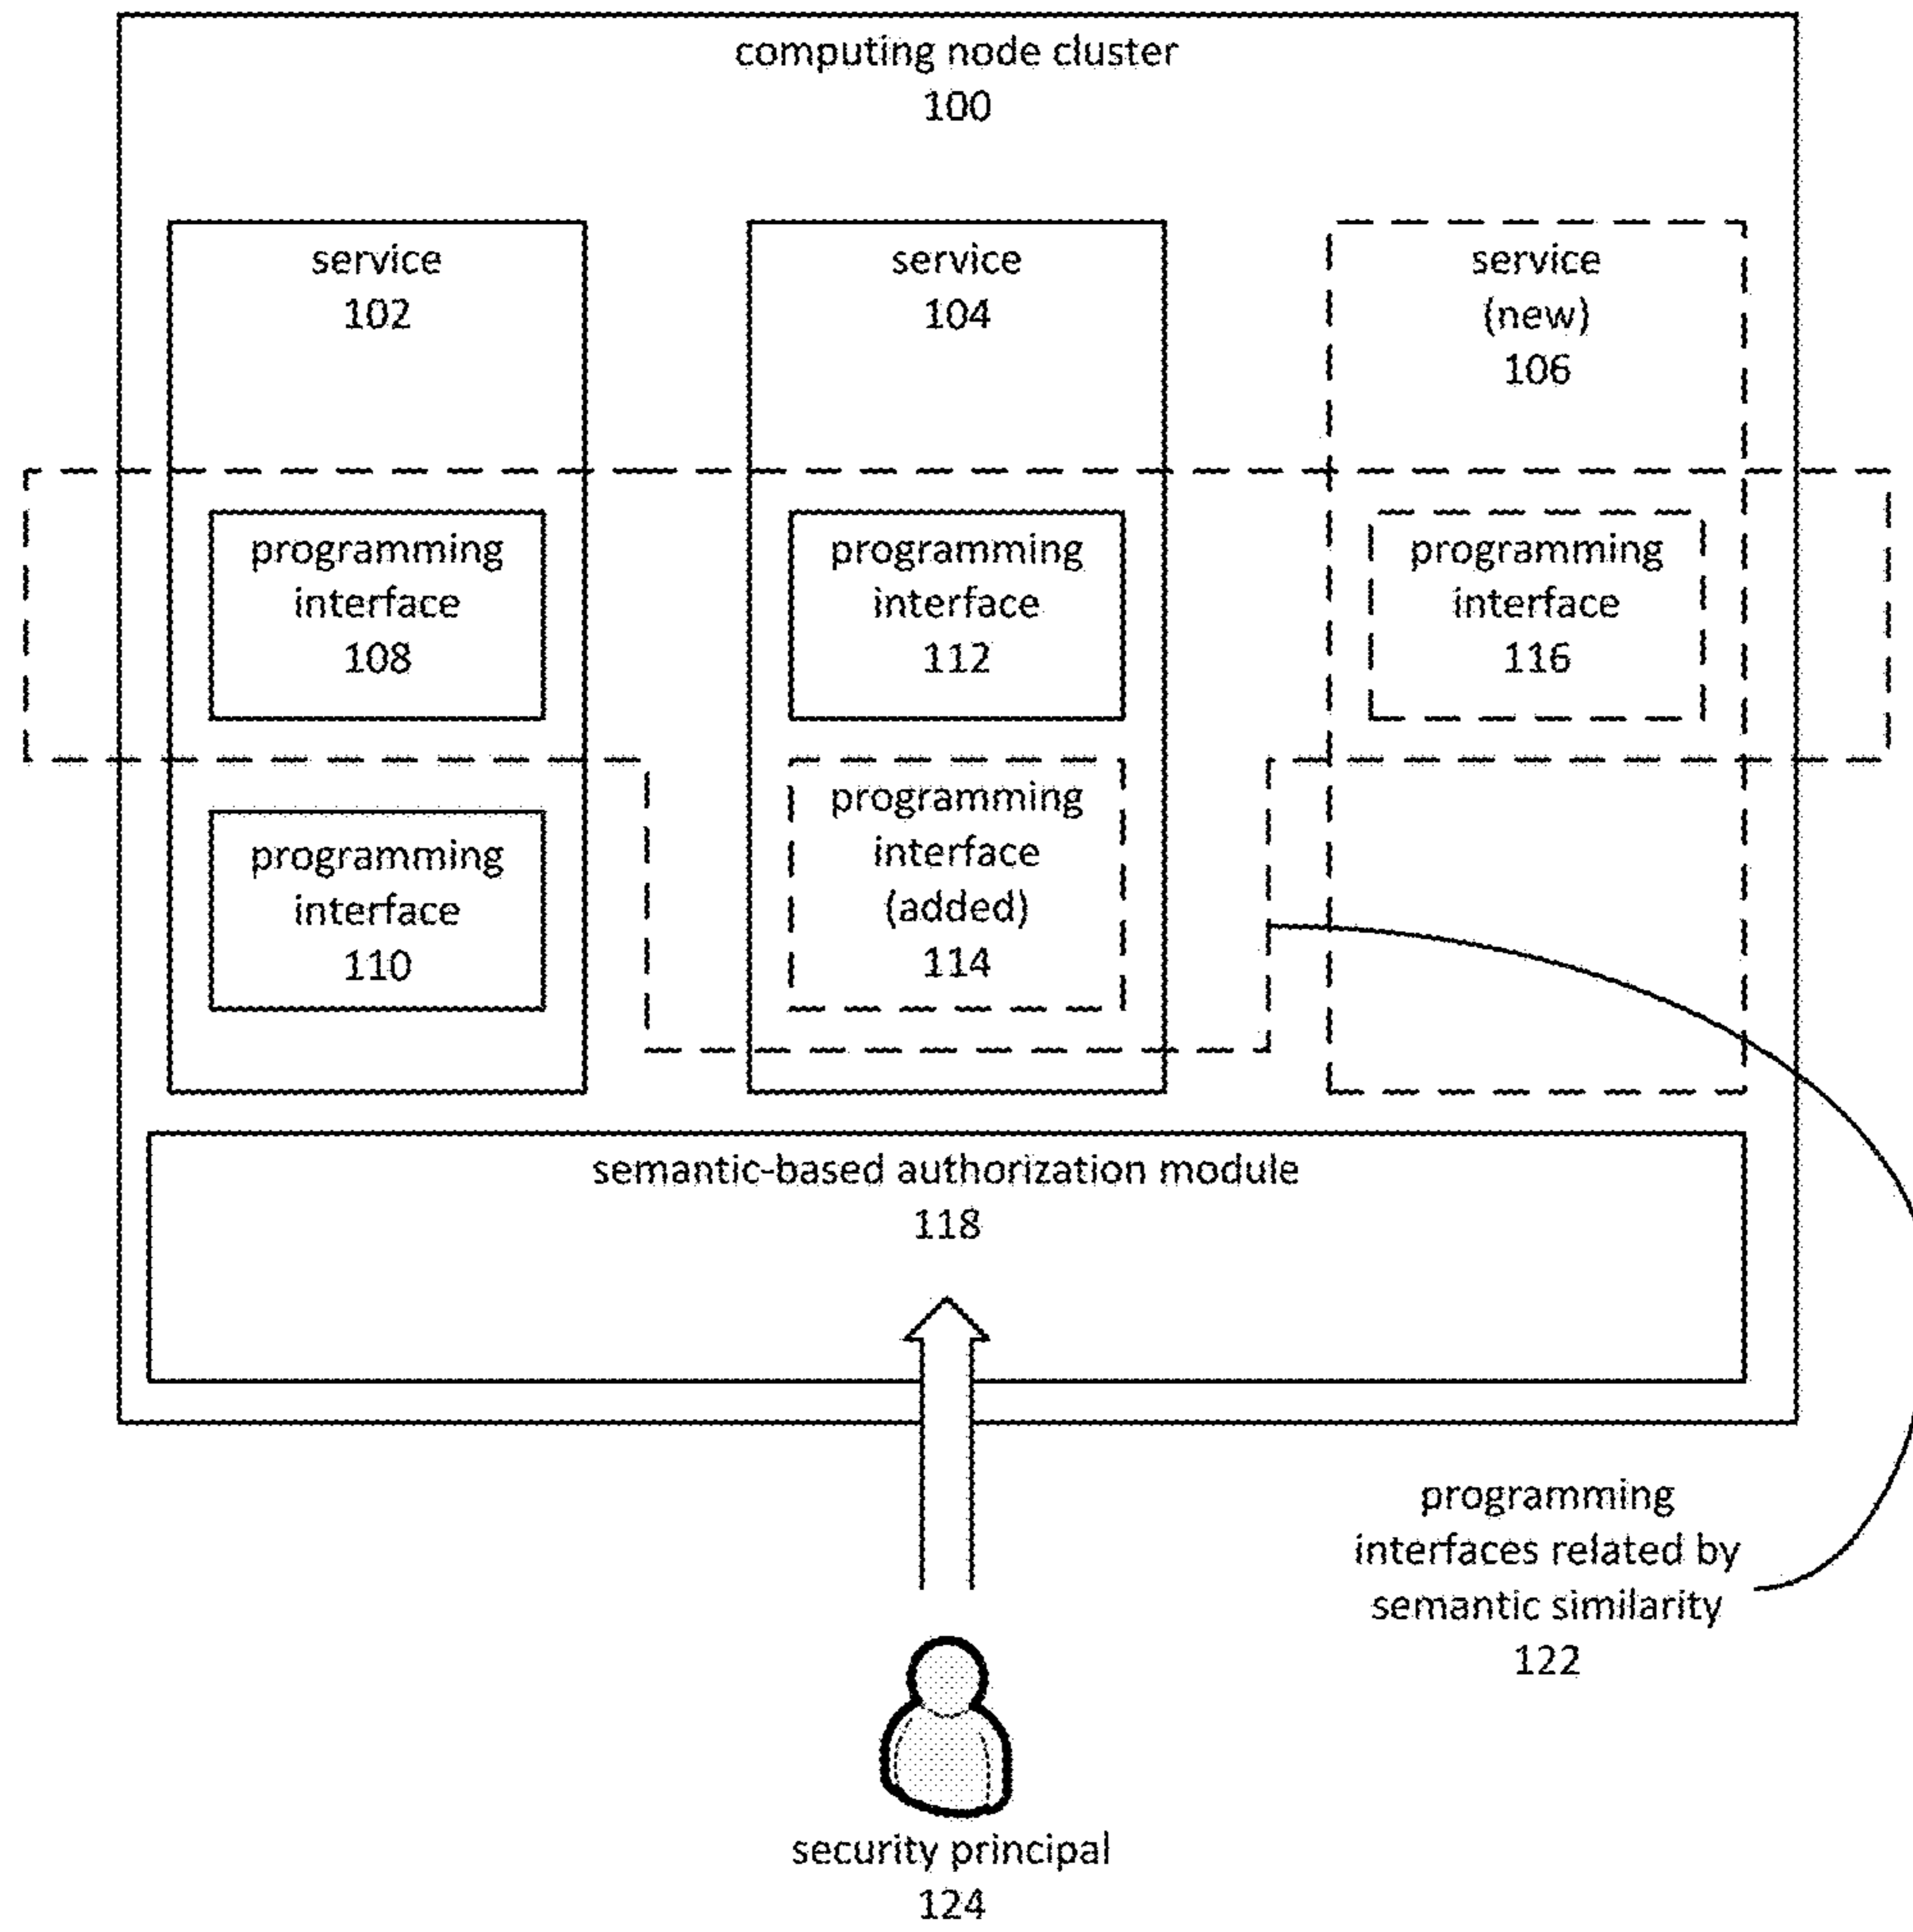 computing node cluster
100
service
102
service
104
service
(new)
106
programming
interface
108
programming
interface
112
programming
interface
116
programming
interface
110
programming
interface
(added)
114
semantic-based authorization module
118
programming
interfaces related by
semantic similarity
122
security principal
124